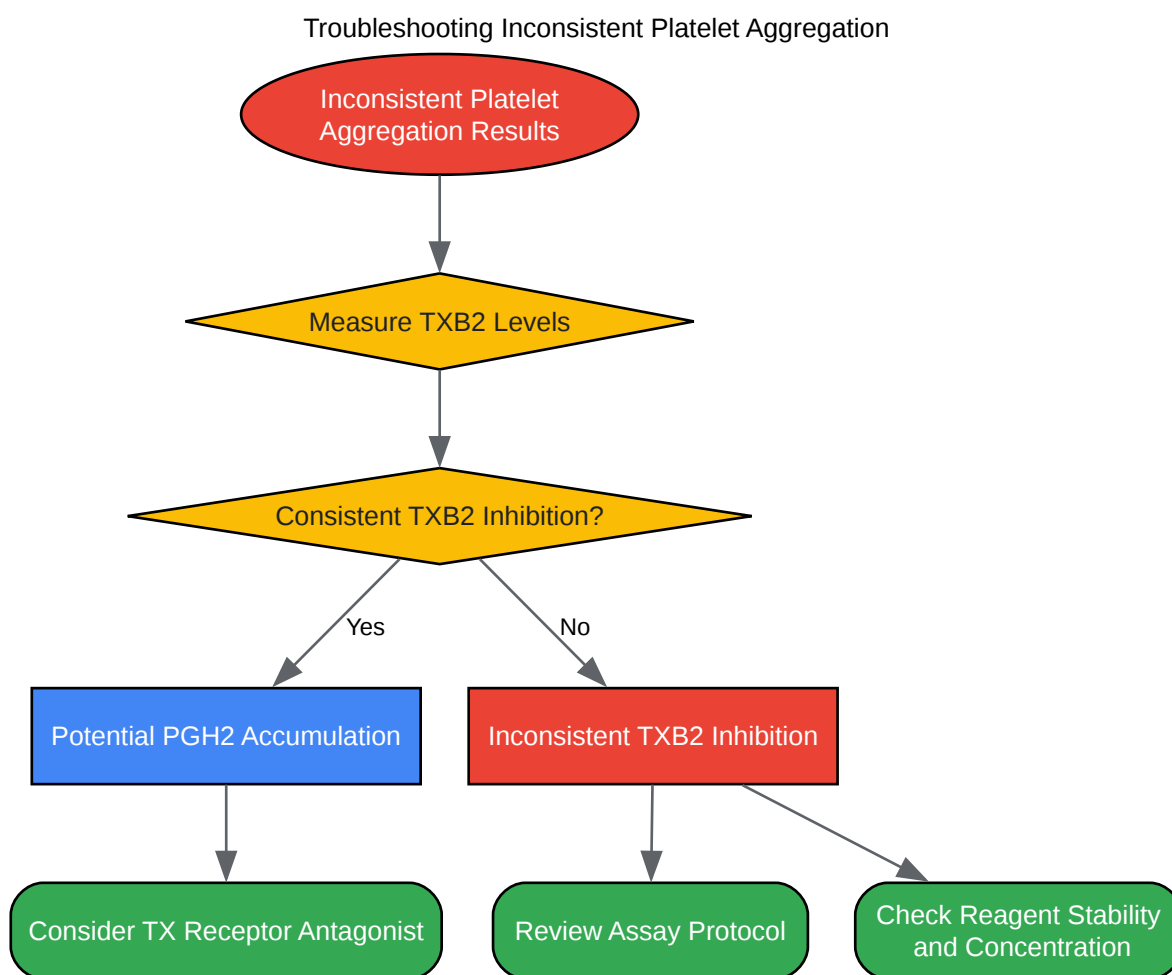 Troubleshooting Inconsistent Platelet Aggregation
Inconsistent Platelet
Aggregation Results
Measure TXB2 Levels
Consistent TXB2 Inhibition?
Yes
No
Potential PGH2 Accumulation
Inconsistent TXB2 Inhibition
Consider TX Receptor Antagonist
Review Assay Protocol
Check Reagent Stability
and Concentration